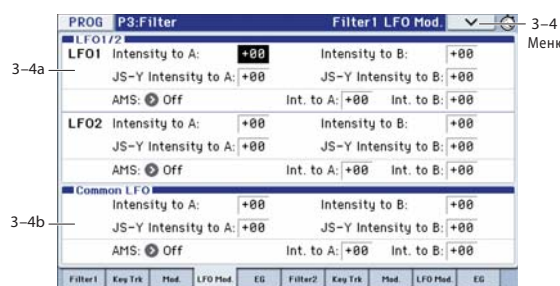 PROG P3:Filter Filter1 LFO Mod.
3–4
Меню
LFO1/2
LFO1 Intensity to A: +00 Intensity to B: +00
3–4a
JS-Y Intensity to A: +00 JS-Y Intensity to B: +00
AMS: Off Int. to A: +00 Int. to B: +00
LFO2 Intensity to A: +00 Intensity to B: +00
JS-Y Intensity to A: +00 JS-Y Intensity to B: +00
AMS: Off Int. to A: +00 Int. to B: +00
Common LFO
Intensity to A: +00 Intensity to B: +00
3–4b
JS-Y Intensity to A: +00 JS-Y Intensity to B: +00
AMS: Off Int. to A: +00 Int. to B: +00
Filter1 Key Trk Mod. LFO Mod. EG Filter2 Key Trk Mod. LFO Mod. EG